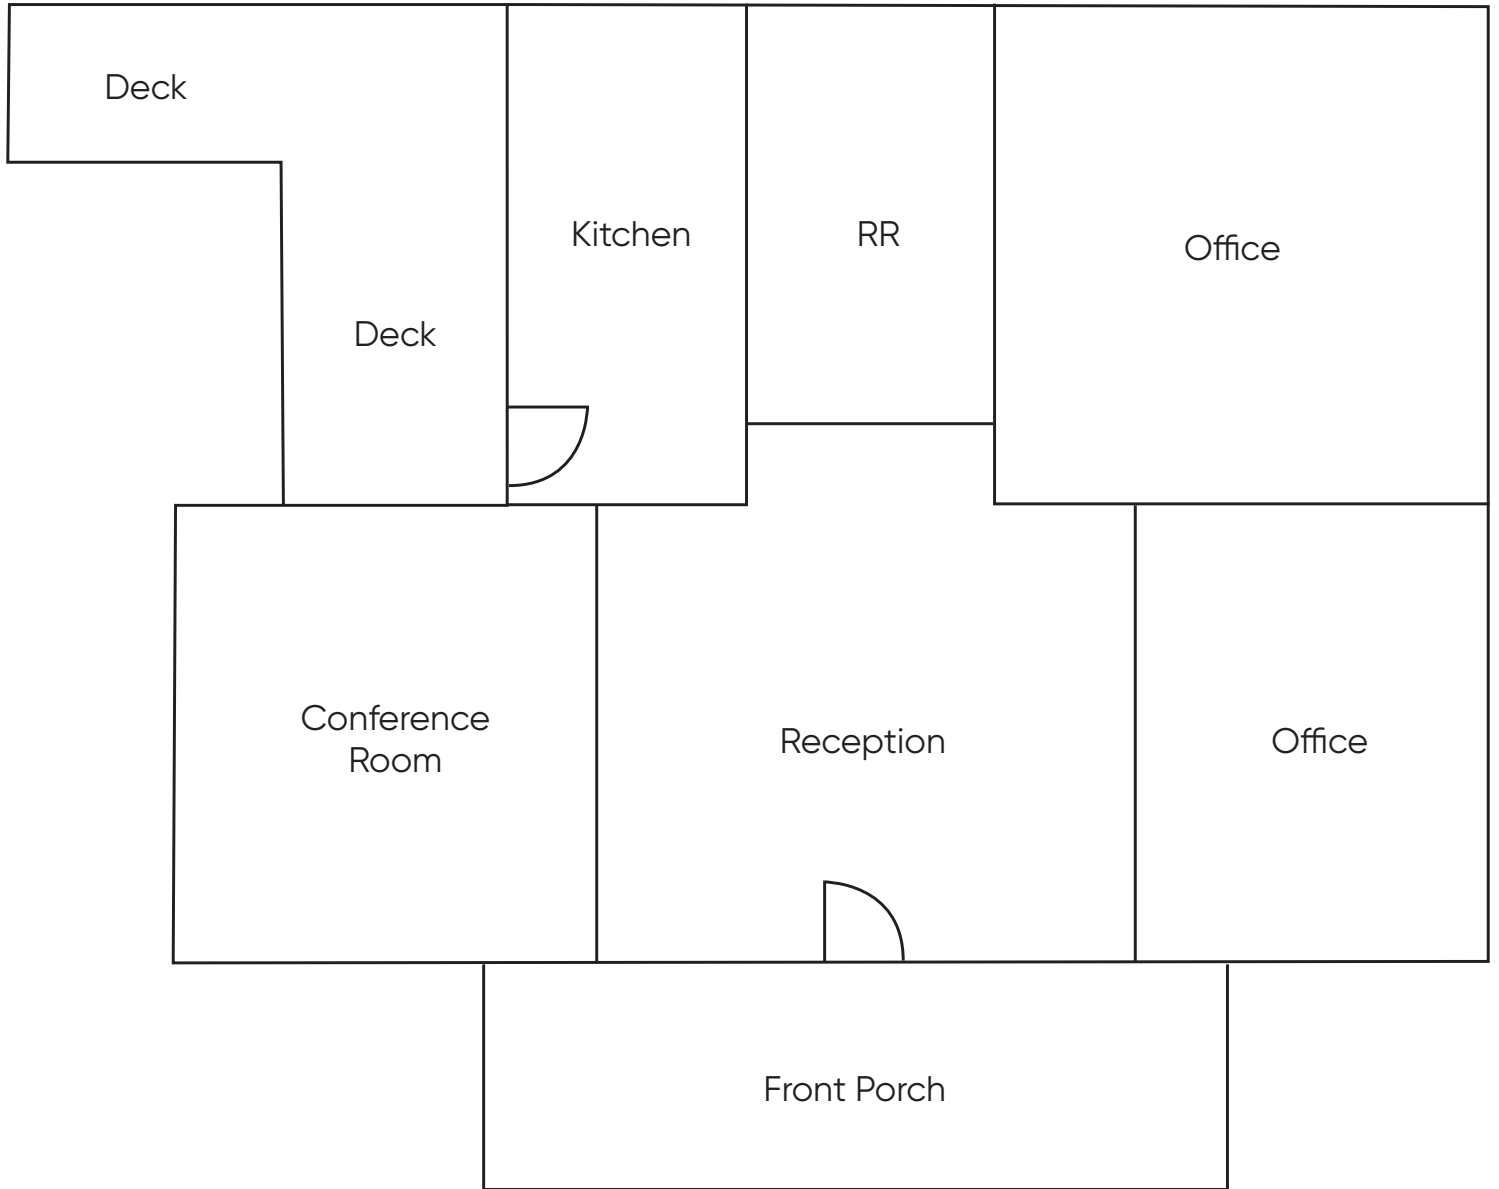 Deck
Kitchen
RR
Office
Deck
Conference
Room
Reception
Office
Front Porch